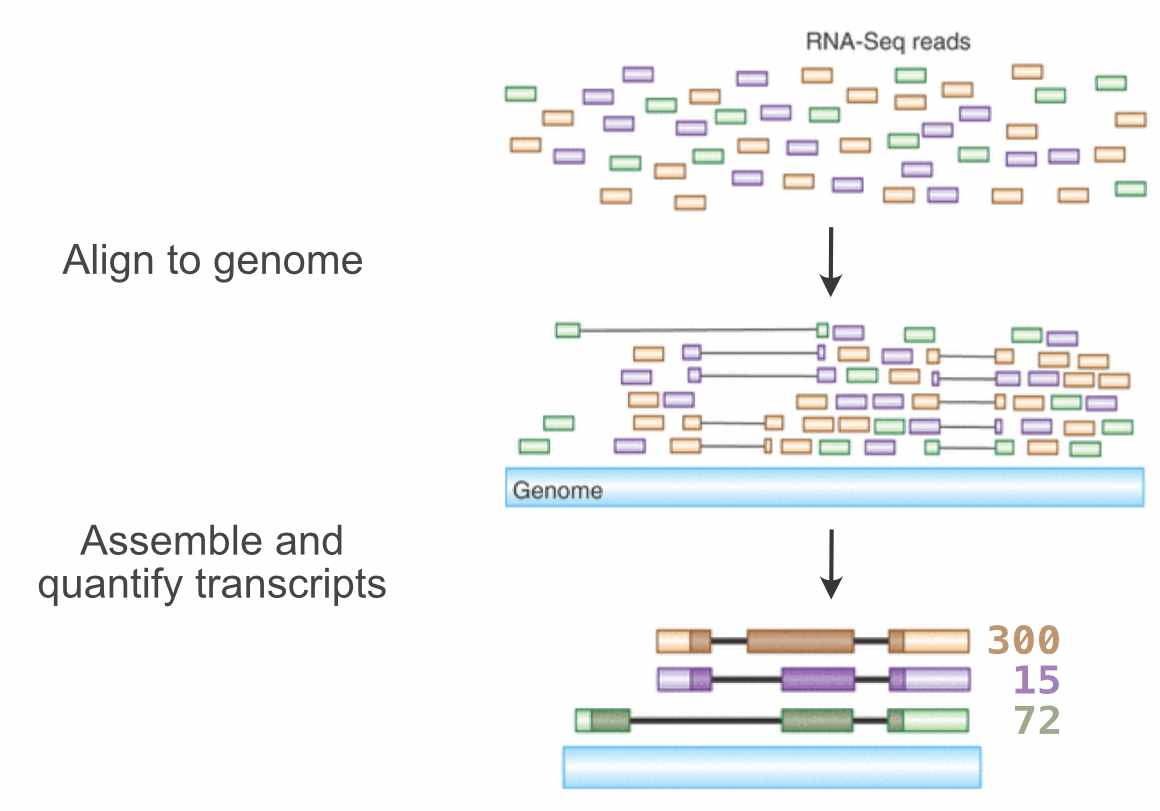 RNA-Seq reads
Align to genome
Genome
Assemble and
quantify transcripts
300
15
72